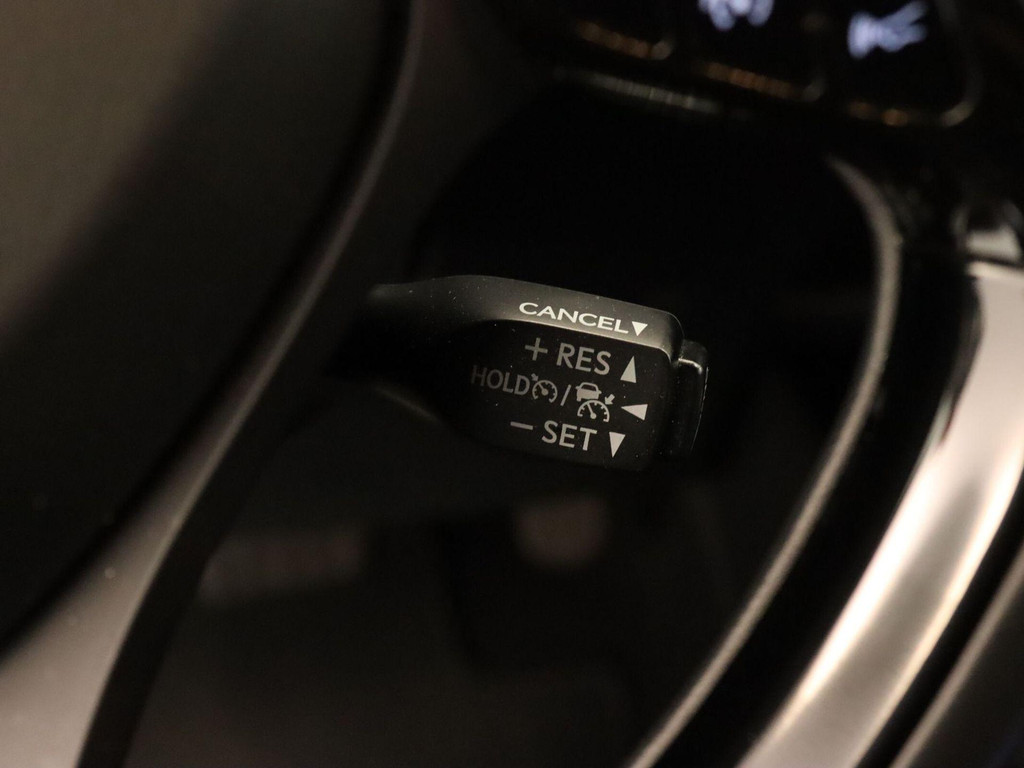 CANCEL▼
+ RES ▲
HOLD / ◀
− SET ▼